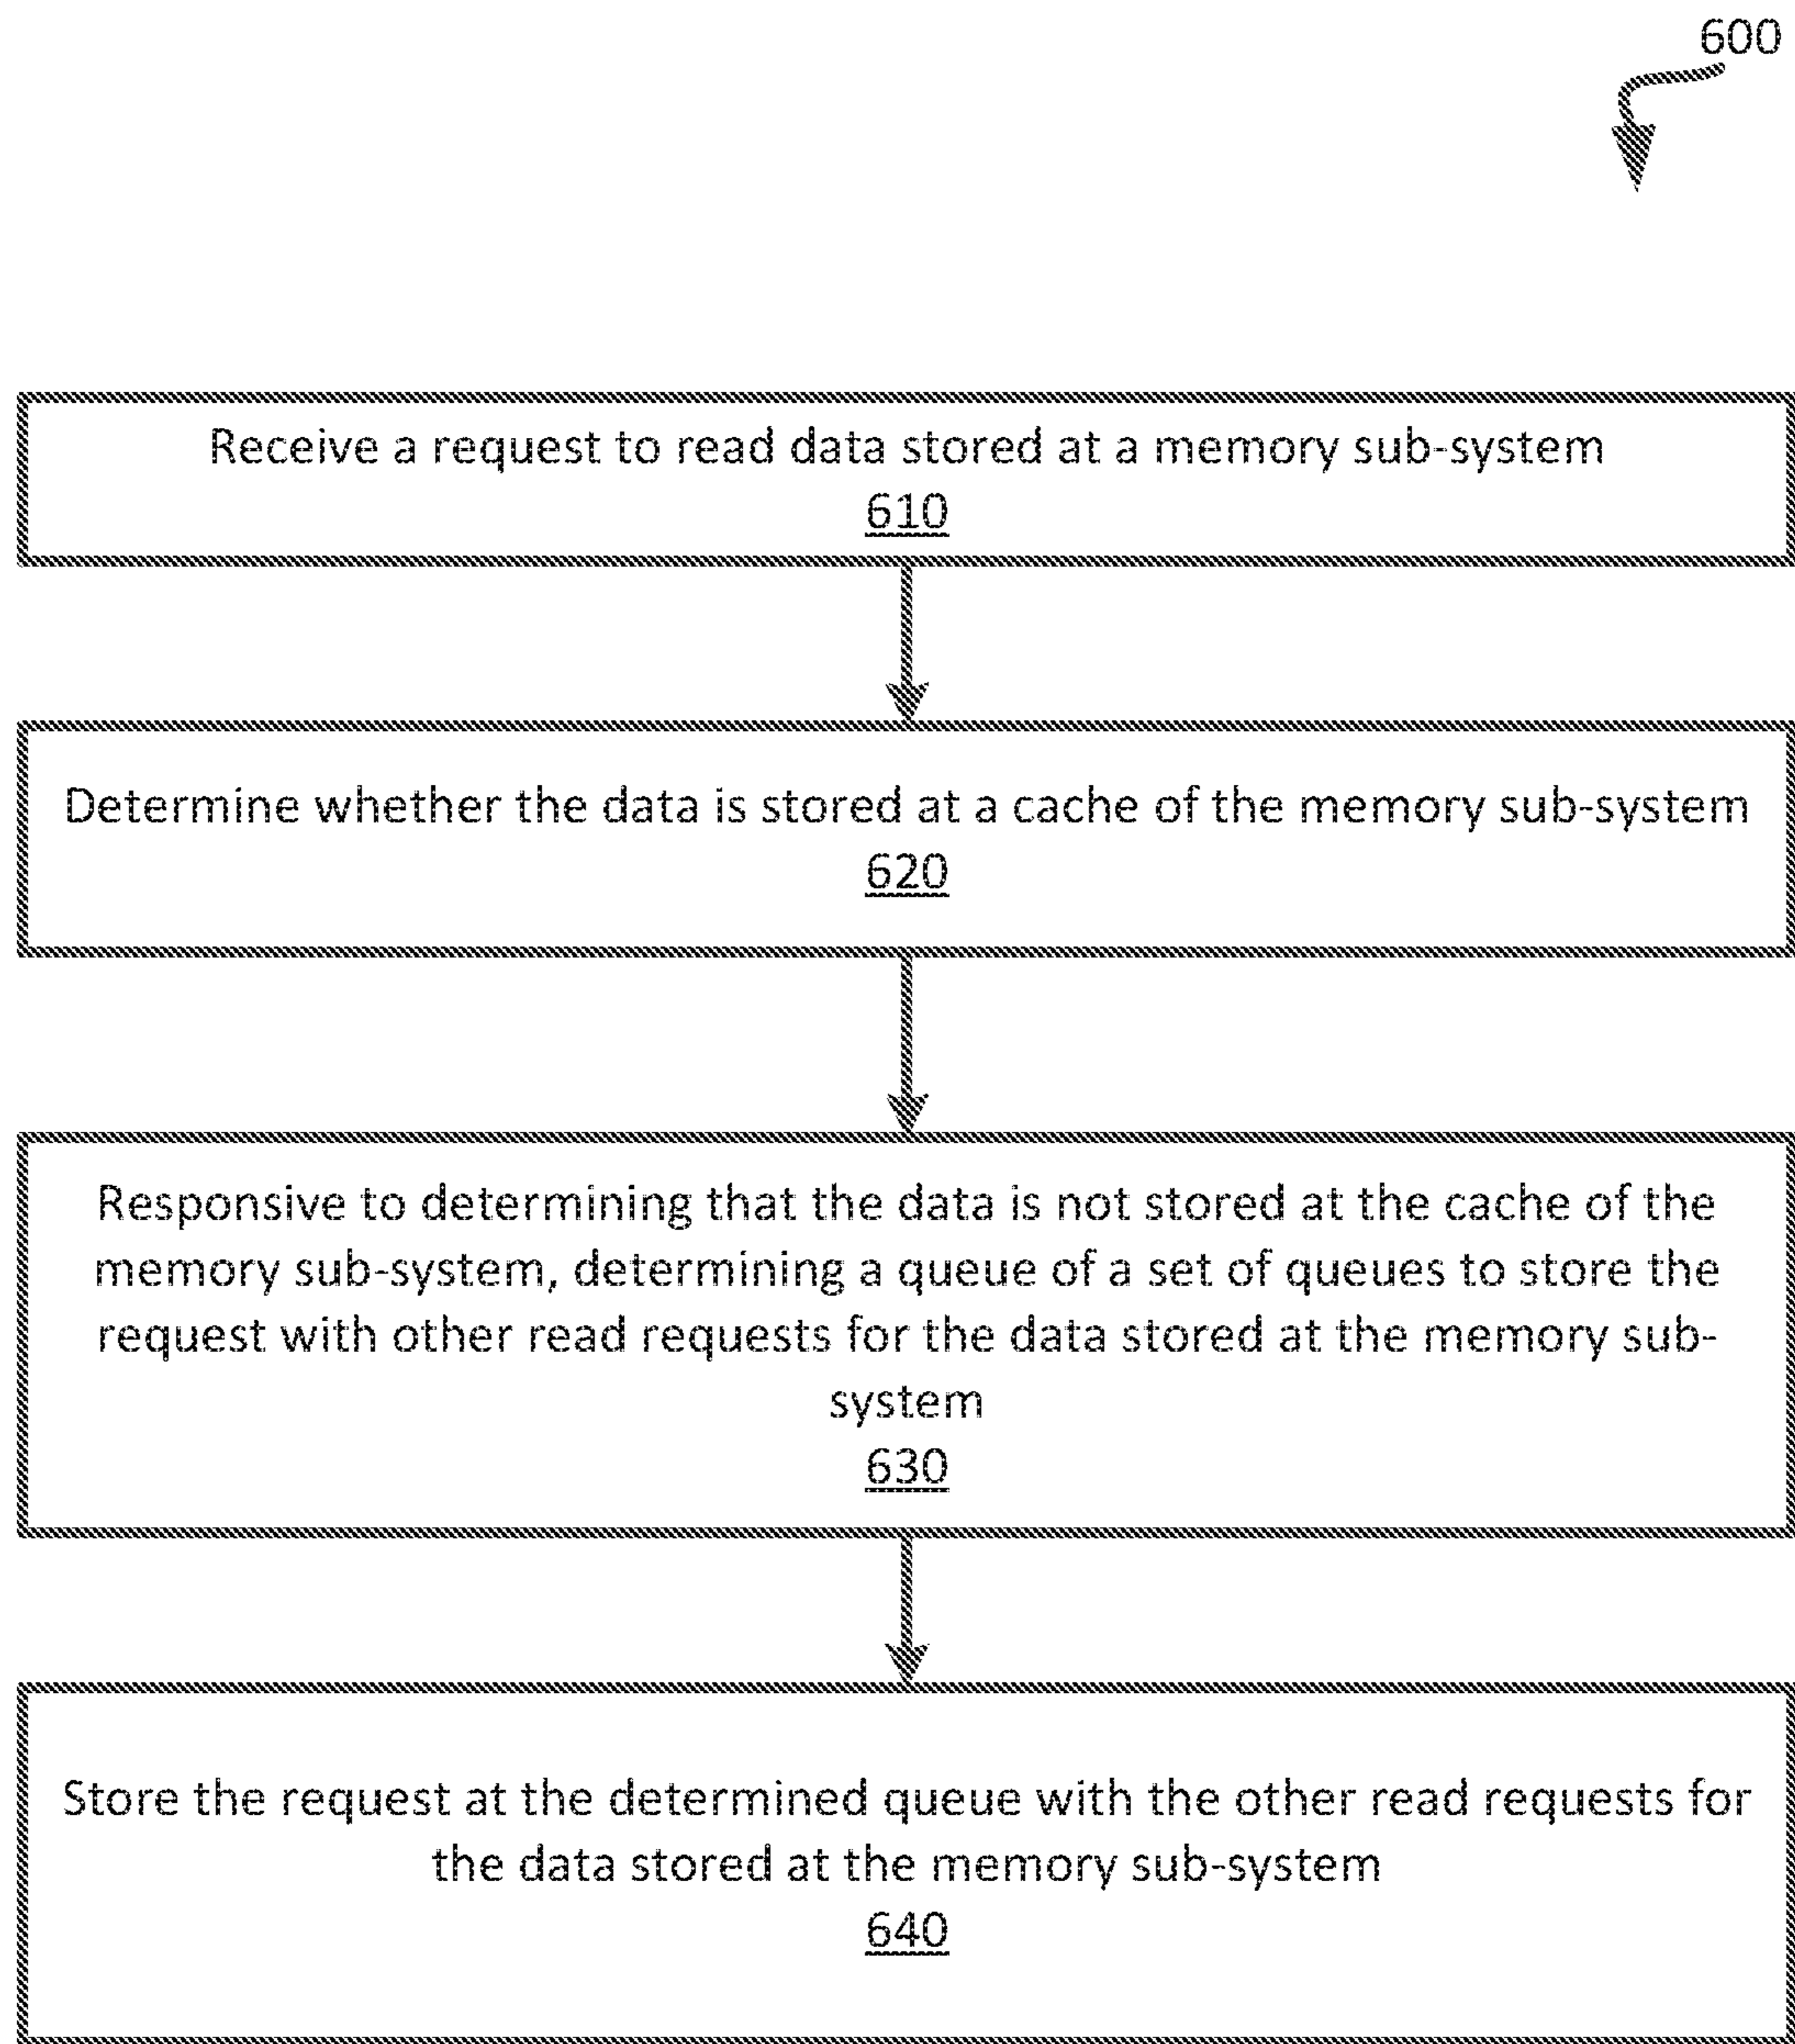 600
Receive a request to read data stored at a memory sub-system
610
Determine whether the data is stored at a cache of the memory sub-system
620
Responsive to determining that the data is not stored at the cache of the
memory sub-system, determining a queue of a set of queues to store the
request with other read requests for the data stored at the memory sub-
system
630
Store the request at the determined queue with the other read requests for
the data stored at the memory sub-system
640